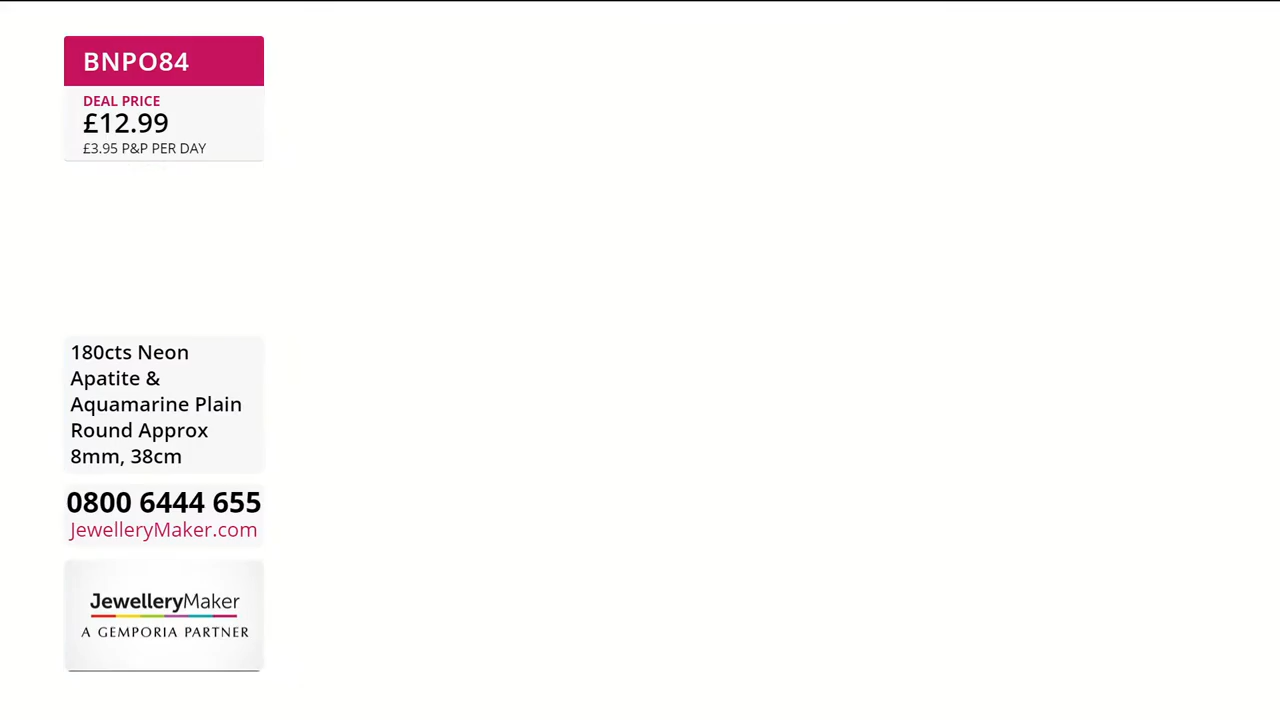 BNPO84
DEAL PRICE
£12.99
£3.95 P&P PER DAY
180cts Neon
Apatite &
Aquamarine Plain
Round Approx
8mm, 38cm
0800 6444 655
JewelleryMaker.com
JewelleryMaker
A GEMPORIA PARTNER